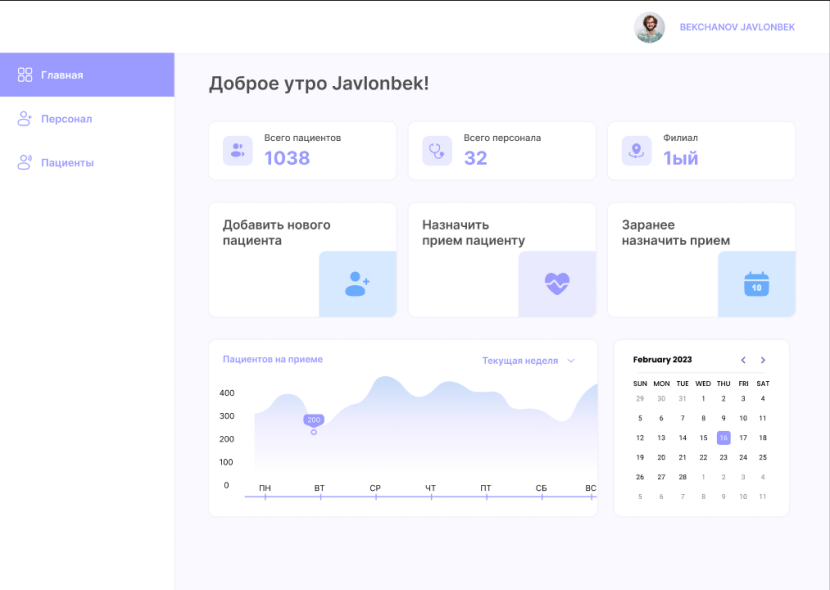 BEKCHANOV JAVLONBEK
Главная
Персонал
Пациенты
Доброе утро Javlonbek!
Всего пациентов
1038
Всего персонала
32
Филиал
1ый
Добавить нового
пациента
Назначить
прием пациенту
Заранее
назначить прием
10
Пациентов на приеме
Текущая неделя
400
300
200
100
0
200
ПН ВТ СР ЧТ ПТ СБ ВС
February 2023
SUN MON TUE WED THU FRI SAT
29 30 31 1 2 3 4
5 6 7 8 9 10 11
12 13 14 15 16 17 18
19 20 21 22 23 24 25
26 27 28 1 2 3 4
5 6 7 8 9 10 11